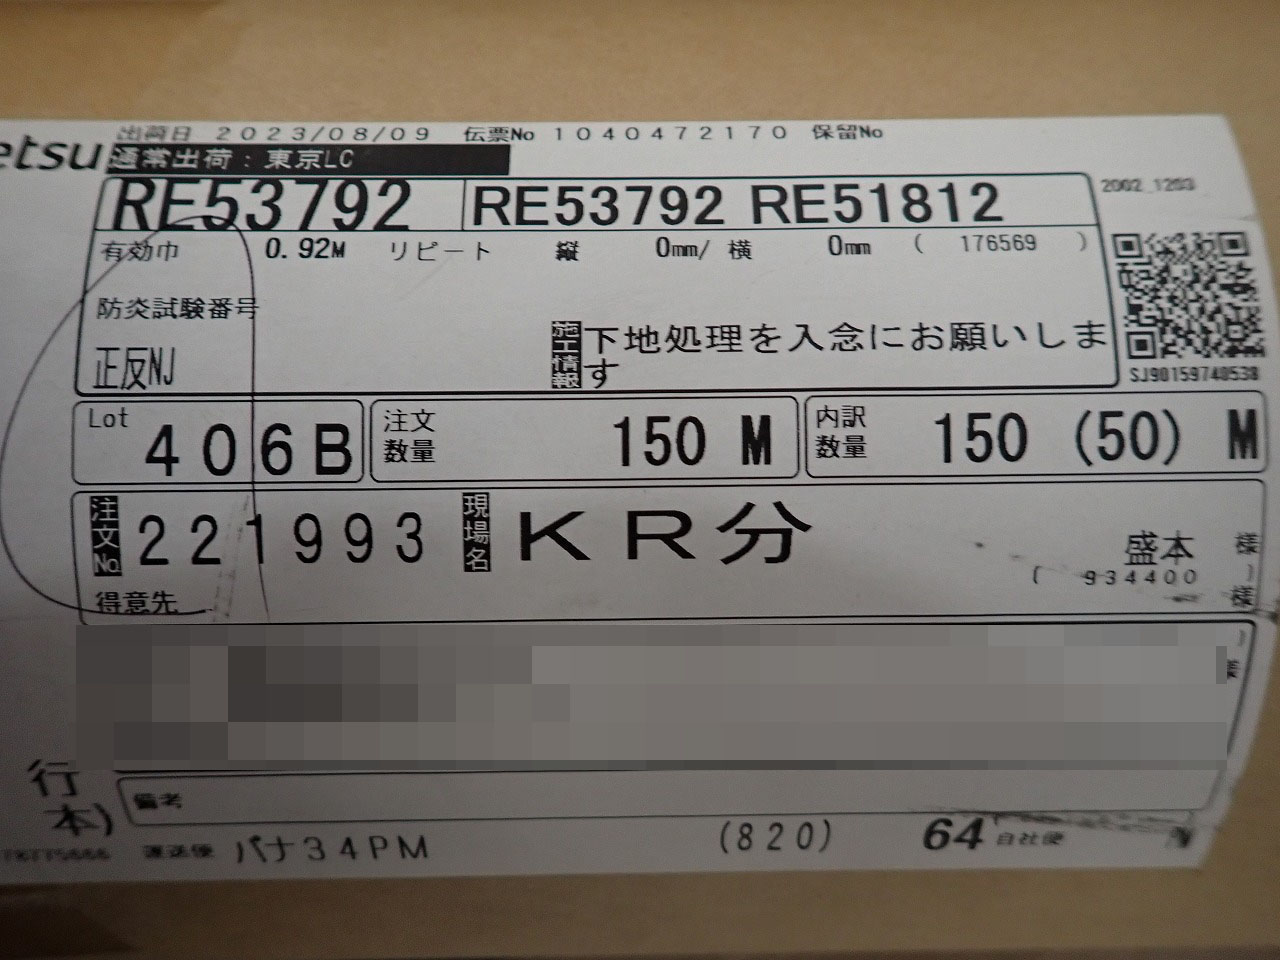 etsu
出荷日 2023/08/09 伝票No 1040472170 保留No
通常出荷：東京LC
RE53792 RE53792 RE51812
2002 1203
有効巾 0.92M リピート 縦 0mm/ 横 0mm ( 176569 )
防炎試験番号
正反NJ
施工情報 下地処理を入念にお願いします
SJ90159740538
Lot 406B 注文数量 150 M 内訳数量 150 (50) M
注文No. 221993 現場名 KR分
盛本 様
( 934400 )
得意先 様
様
行
本)
備考
運送便 パナ34PM (820) 64 自社便